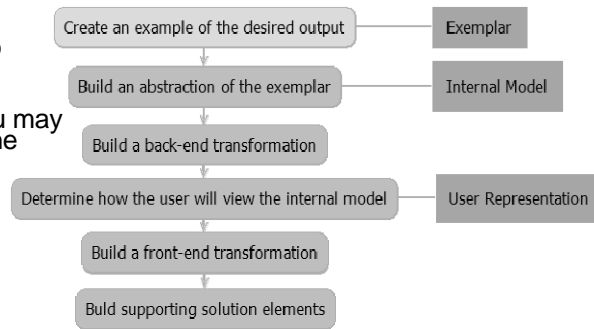 Create an example of the desired output
Exemplar
Build an abstraction of the exemplar
Internal Model
may
Build a back-end transformation
Determine how the user will view the internal model
User Representation
Build a front-end transformation
Buld supporting solution elements